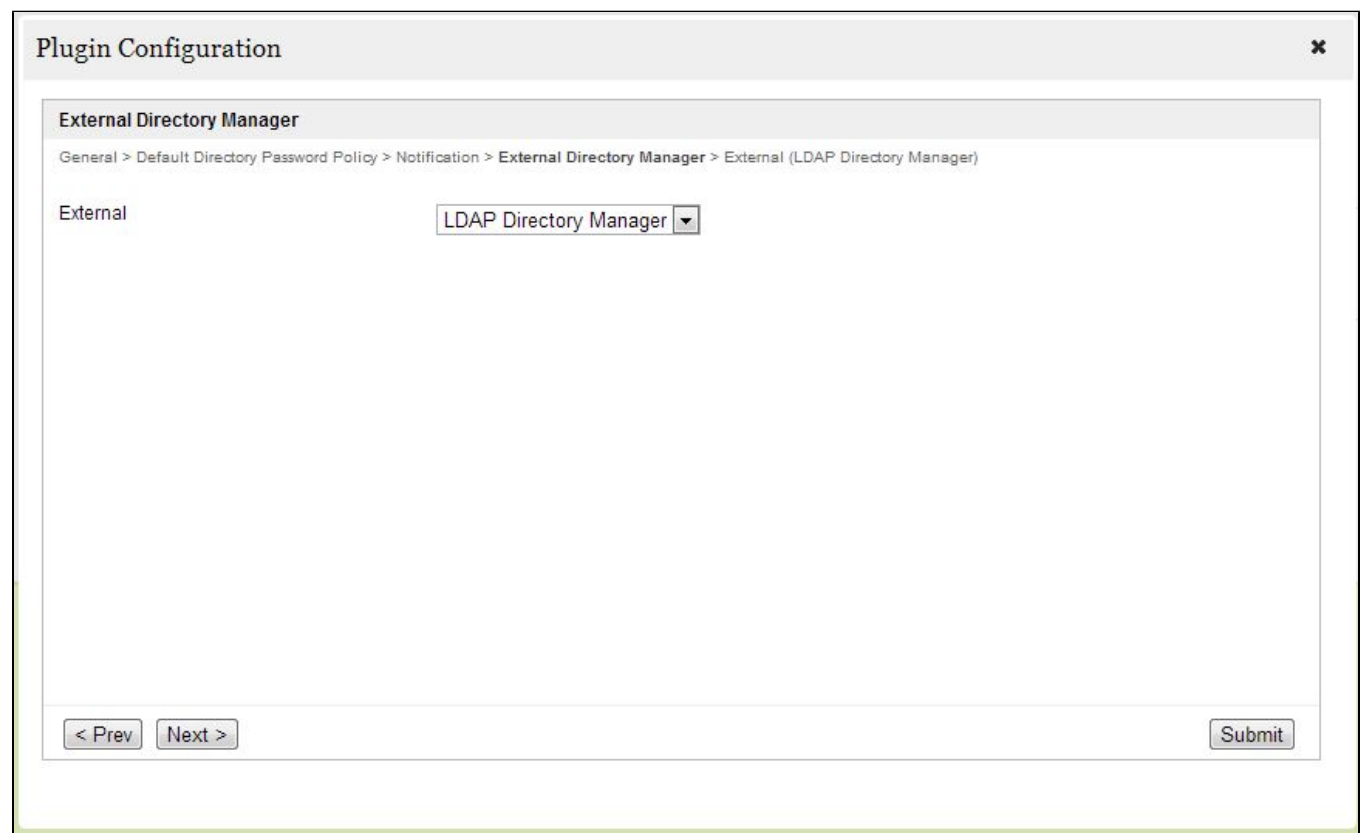 Plugin Configuration
External Directory Manager
General > Default Directory Password Policy > Notification > External Directory Manager > External (LDAP Directory Manager)
External
LDAP Directory Manager
< Prev
Next >
Submit